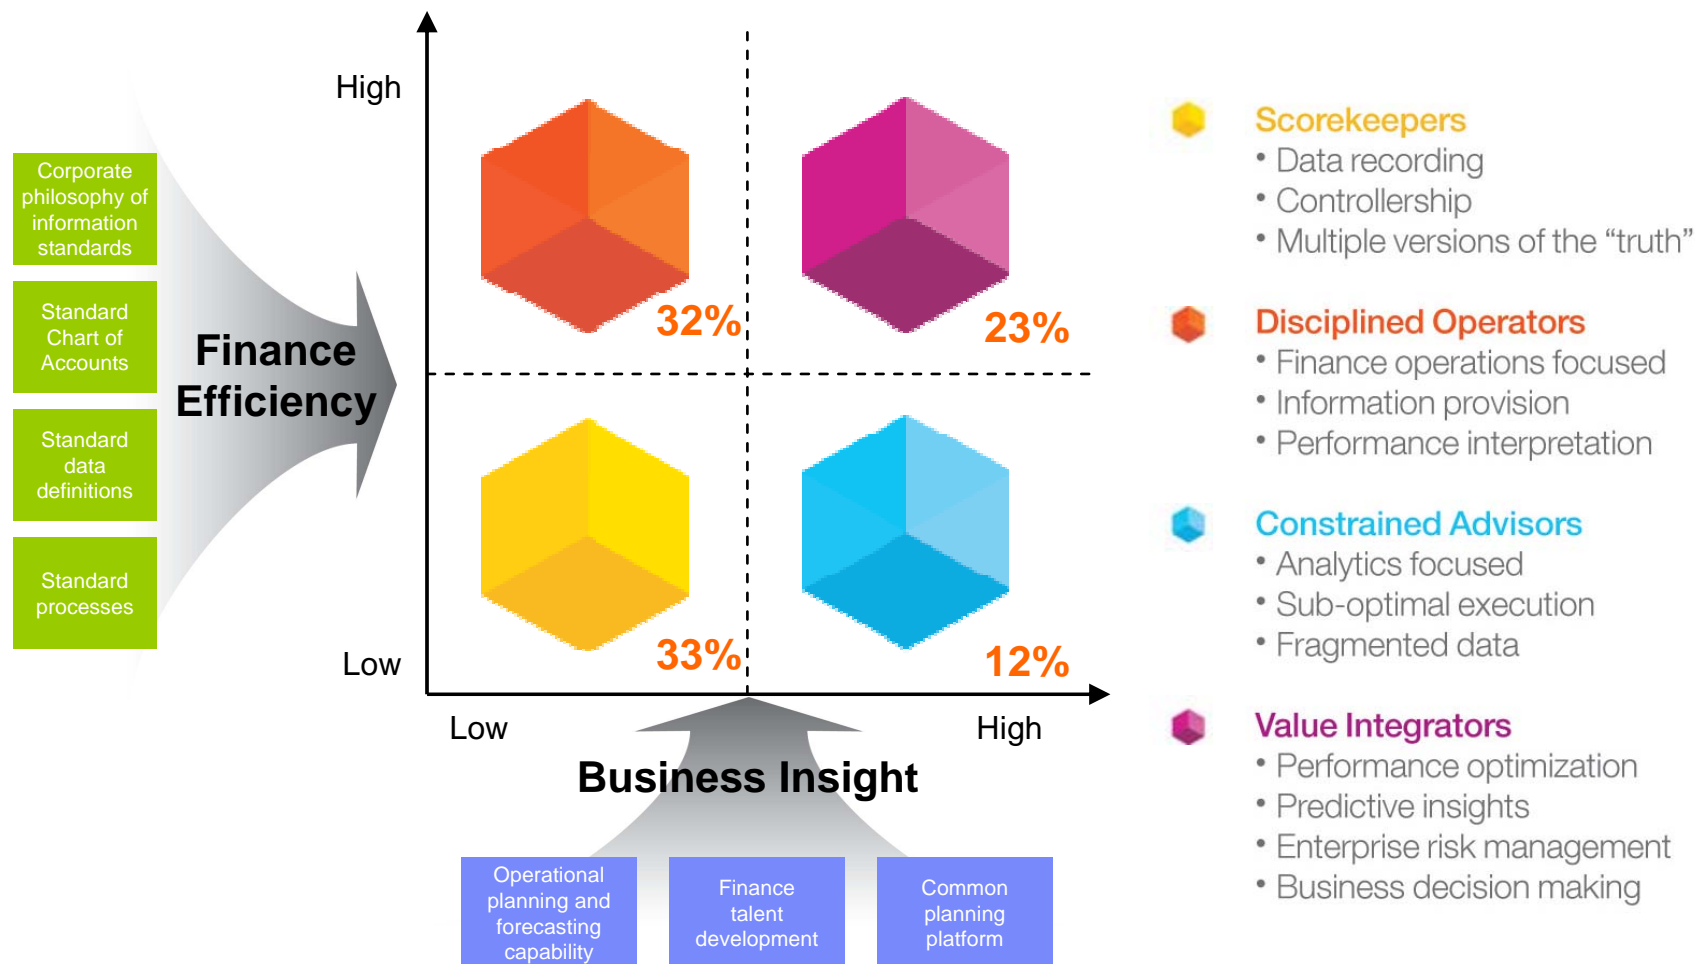 Corporate
philosophy of
information
standards
Standard
Chart of
Accounts
Standard
data
definitions
Standard
processes
Finance
Efficiency
High
Low
32%
23%
33%
12%
Low
High
Business Insight
Operational
planning and
forecasting
capability
Finance
talent
development
Common
planning
platform
Scorekeepers
• Data recording
• Controllership
• Multiple versions of the “truth”
Disciplined Operators
• Finance operations focused
• Information provision
• Performance interpretation
Constrained Advisors
• Analytics focused
• Sub-optimal execution
• Fragmented data
Value Integrators
• Performance optimization
• Predictive insights
• Enterprise risk management
• Business decision making